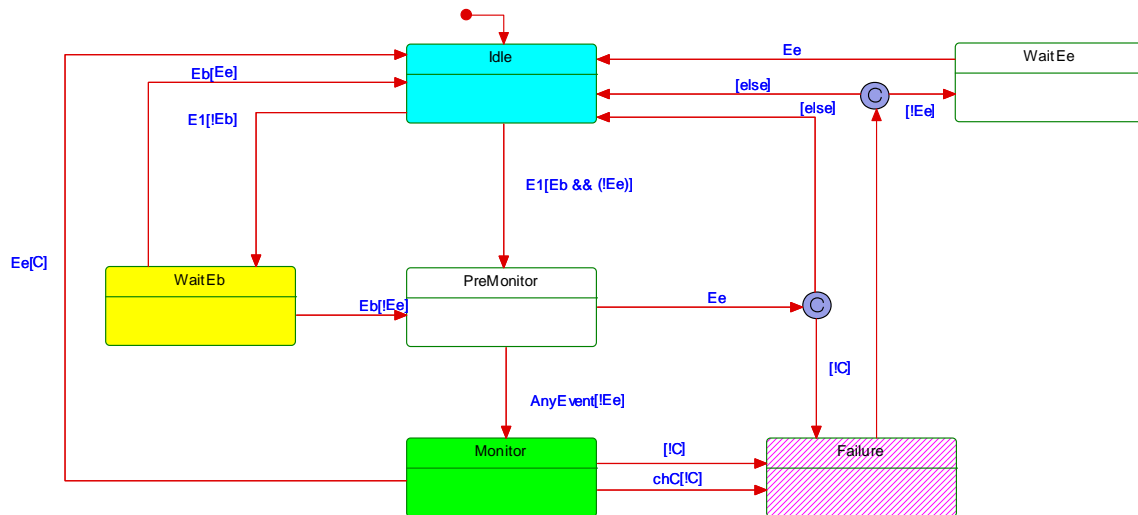 Idle
Ee
WaitEe
Eb[Ee]
[else]
C
E1[!Eb]
[else]
[!Ee]
E1[Eb && (!Ee)]
Ee[C]
WaitEb
PreMonitor
Eb[!Ee]
Ee
C
[!C]
AnyEvent[!Ee]
Monitor
[!C]
Failure
chC[!C]